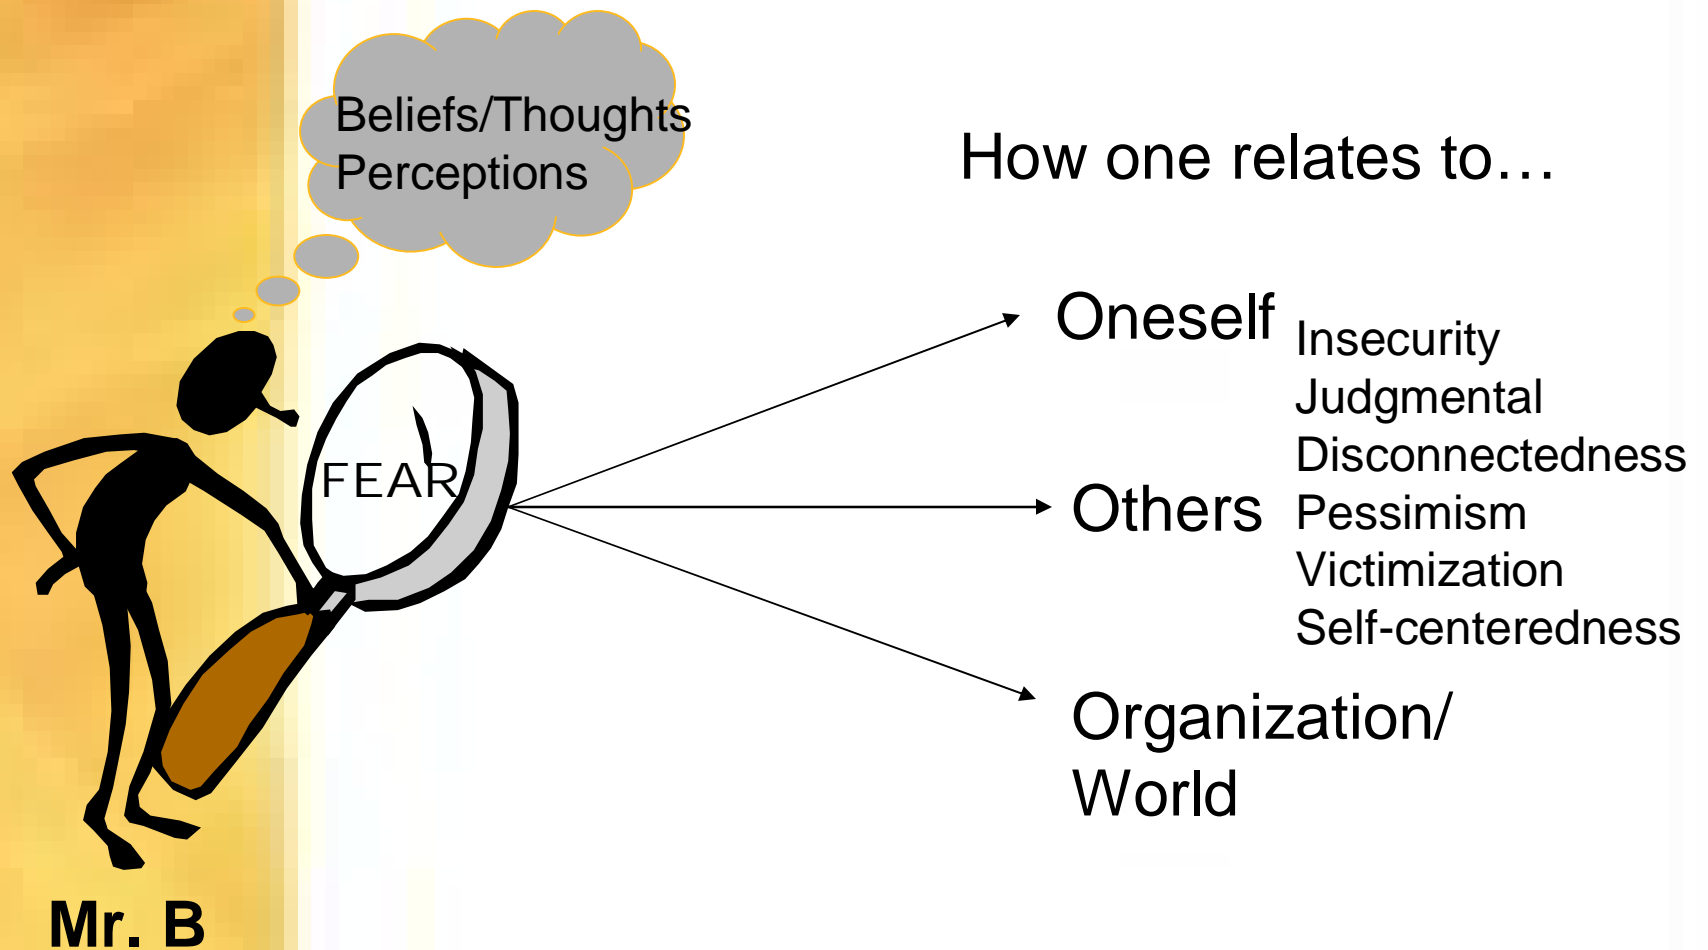 Beliefs/Thoughts
Perceptions
How one relates to…
FEAR
Oneself
Others
Organization/
World
Insecurity
Judgmental
Disconnectedness
Pessimism
Victimization
Self-centeredness
Mr. B